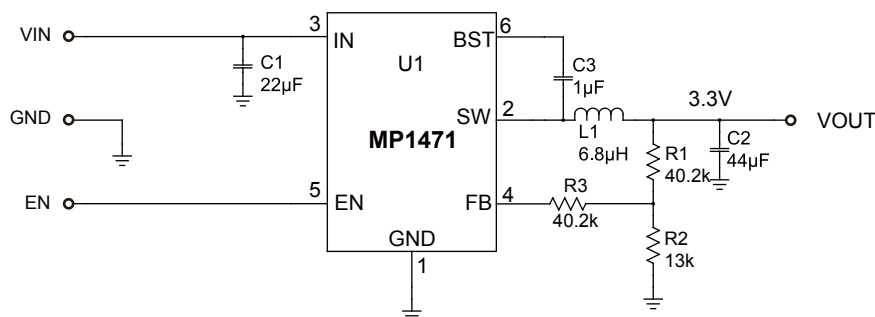 VIN
3
IN
C1
22µF
U1
BST
6
C3
1µF
GND
SW
2
MP1471
L1
6.8µH
3.3V
VOUT
C2
44µF
R1
40.2k
EN
5
EN
FB
4
R3
40.2k
R2
13k
GND
1